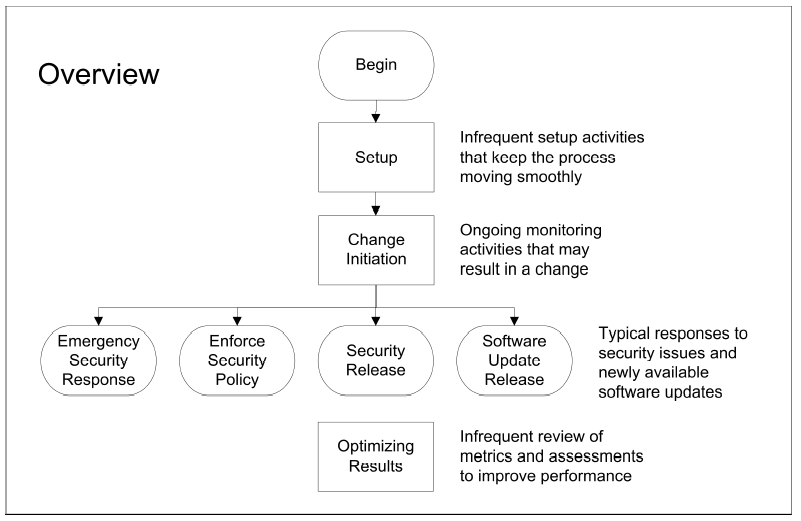 Overview
Begin
Setup
Infrequent setup activities
that keep the process
moving smoothly
Change
Initiation
Ongoing monitoring
activities that may
result in a change
Emergency
Security
Response
Enforce
Security
Policy
Security
Release
Software
Update
Release
Typical responses to
security issues and
newly available
software updates
Optimizing
Results
Infrequent review of
metrics and assessments
to improve performance